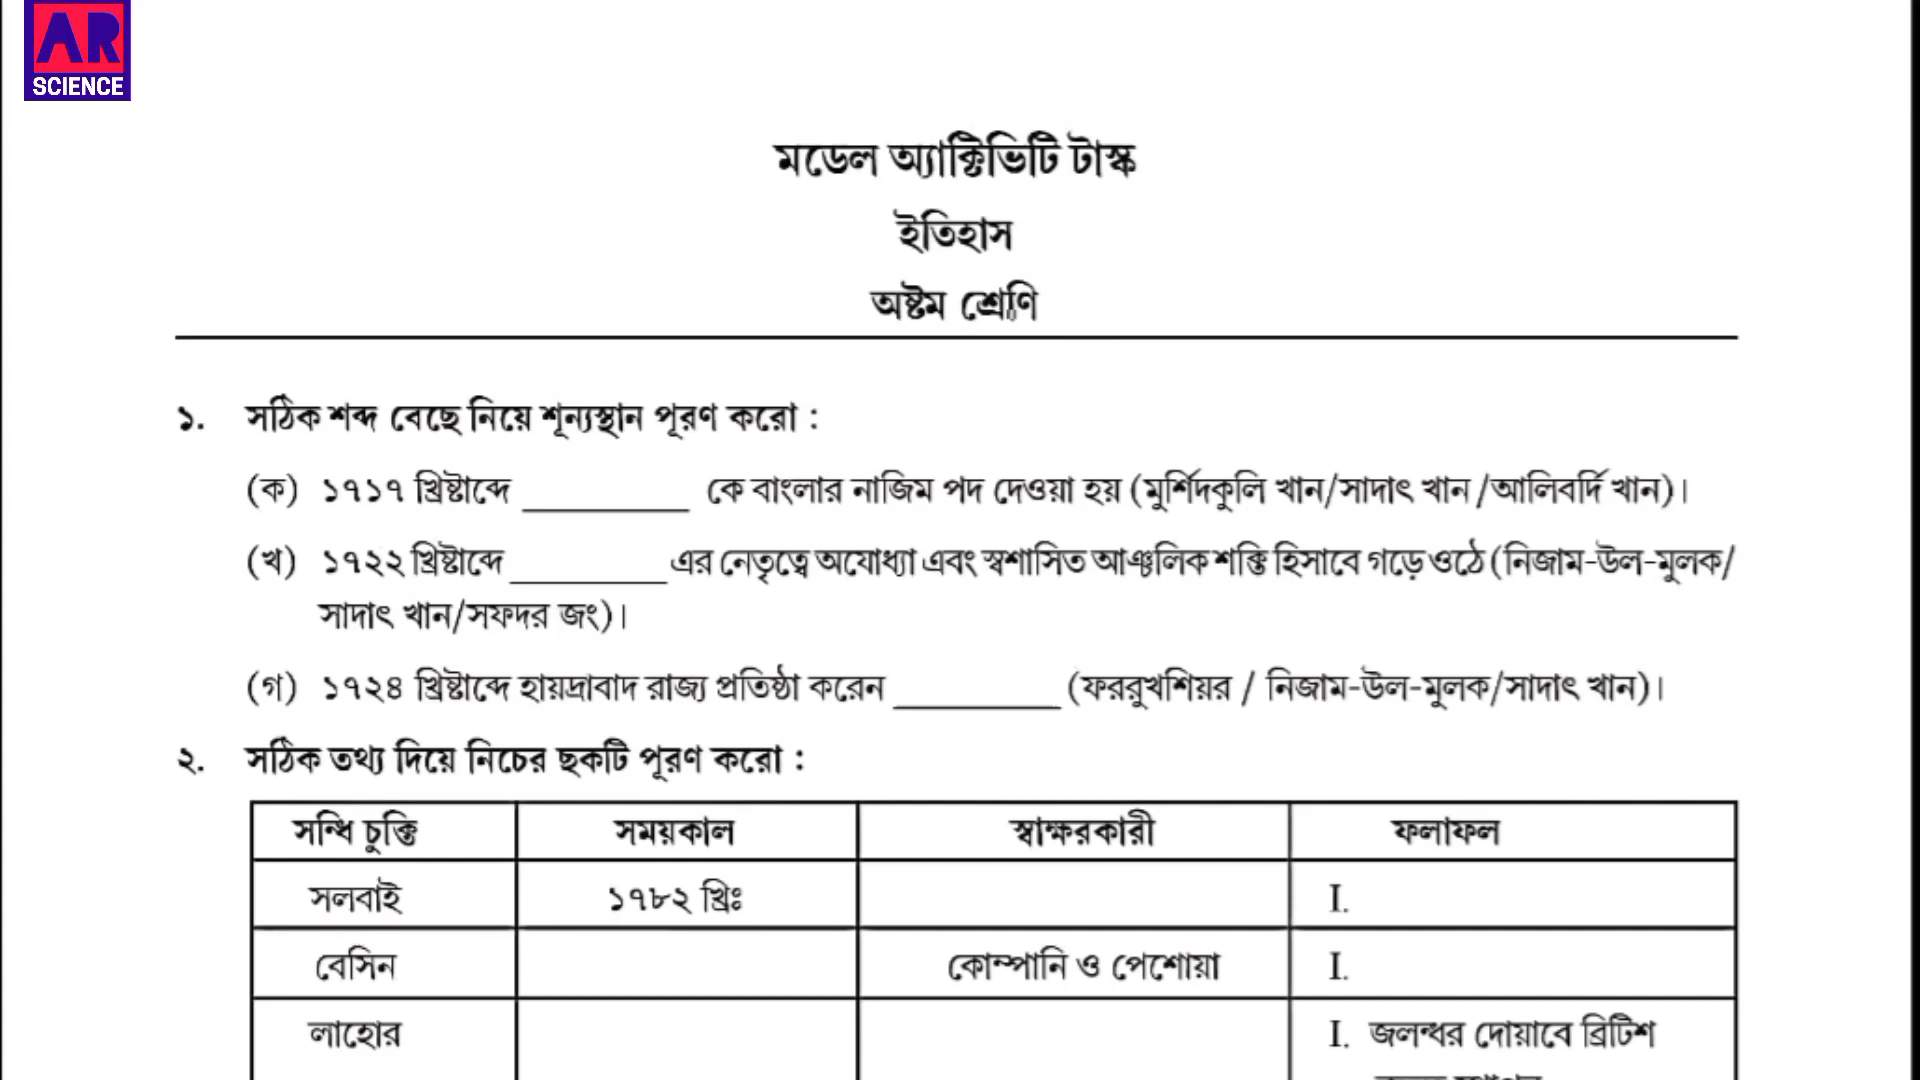 AR
SCIENCE
মডেল অ্যাক্টিভিটি টাস্ক
ইতিহাস
অষ্টম শ্রেণি
১. সঠিক শব্দ বেছে নিয়ে শূন্যস্থান পূরণ করো :
(ক) ১৭১৭ খ্রিষ্টাব্দে __________ কে বাংলার নাজিম পদ দেওয়া হয় (মুর্শিদকুলি খান/সাদাৎ খান /আলিবর্দি খান)।
(খ) ১৭২২ খ্রিষ্টাব্দে __________ এর নেতৃত্বে অযোধ্যা এবং স্বশাসিত আঞ্চলিক শক্তি হিসাবে গড়ে ওঠে (নিজাম-উল-মুলক/
সাদাৎ খান/সফদর জং)।
(গ) ১৭২৪ খ্রিষ্টাব্দে হায়দ্রাবাদ রাজ্য প্রতিষ্ঠা করেন __________ (ফররুখশিয়র / নিজাম-উল-মুলক/সাদাৎ খান)।
২. সঠিক তথ্য দিয়ে নিচের ছকটি পূরণ করো :
সন্ধি চুক্তি সময়কাল স্বাক্ষরকারী ফলাফল
সলবাই ১৭৮২ খ্রিঃ I.
বেসিন কোম্পানি ও পেশোয়া I.
লাহোর I. জলন্ধর দোয়াবে ব্রিটিশ